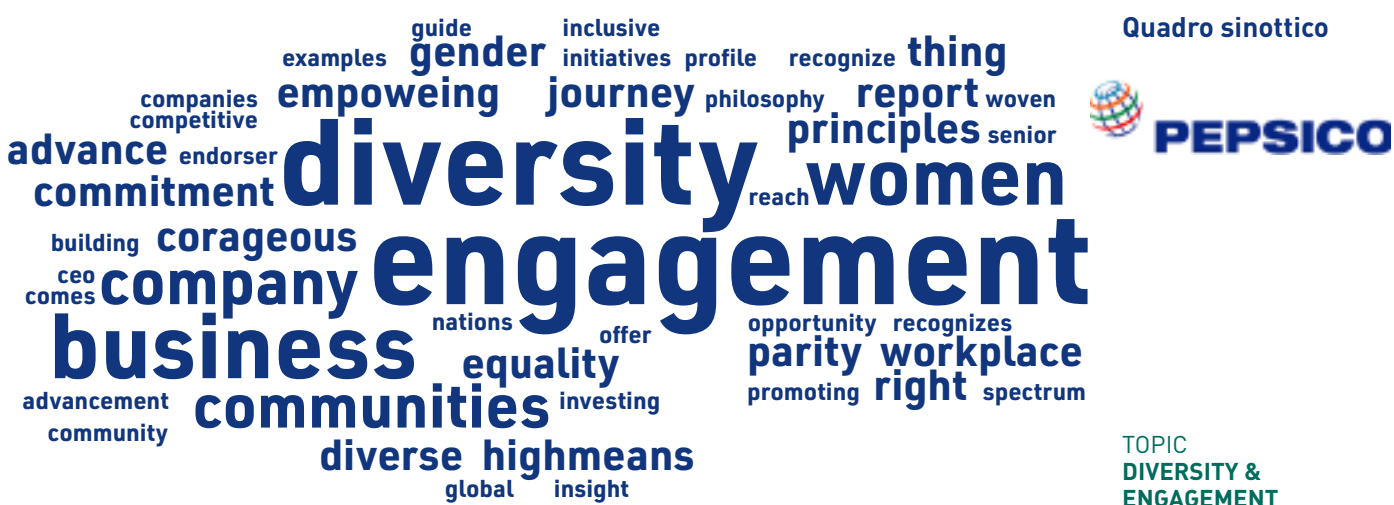 guide inclusive
examples gender initiatives profile recognize thing
companies empoweing journey philosophy report woven
competitive principles senior
advance endorser diversity women
commitment reach
building corageous engagement
ceo company
comes
business nations offer opportunity recognizes
equality parity workplace
advancement communities investing promoting right spectrum
community
diverse highmeans
global insight
Quadro sinottico
PEPSICO
TOPIC
DIVERSITY &
ENGAGEMENT